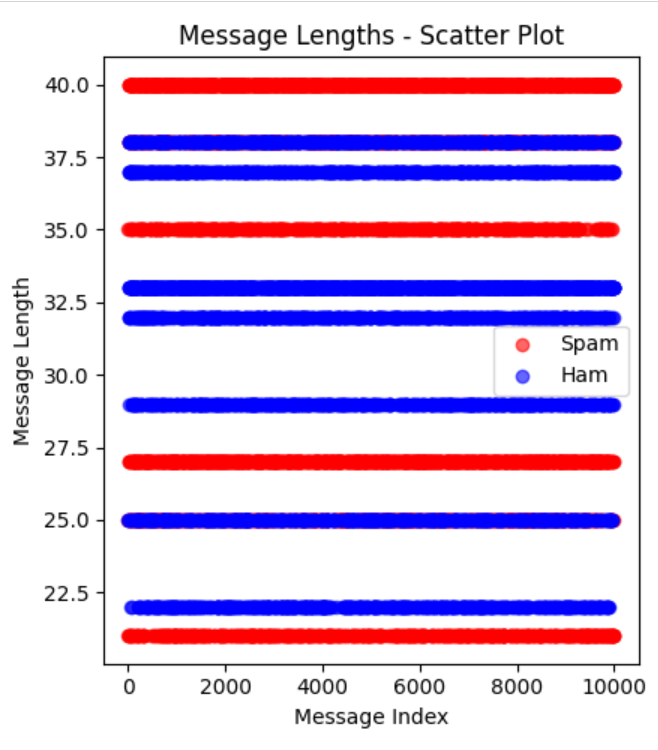 Message Lengths - Scatter Plot
40.0
37.5
35.0
32.5
30.0
27.5
25.0
22.5
Message Length
Spam
Ham
0 2000 4000 6000 8000 10000
Message Index